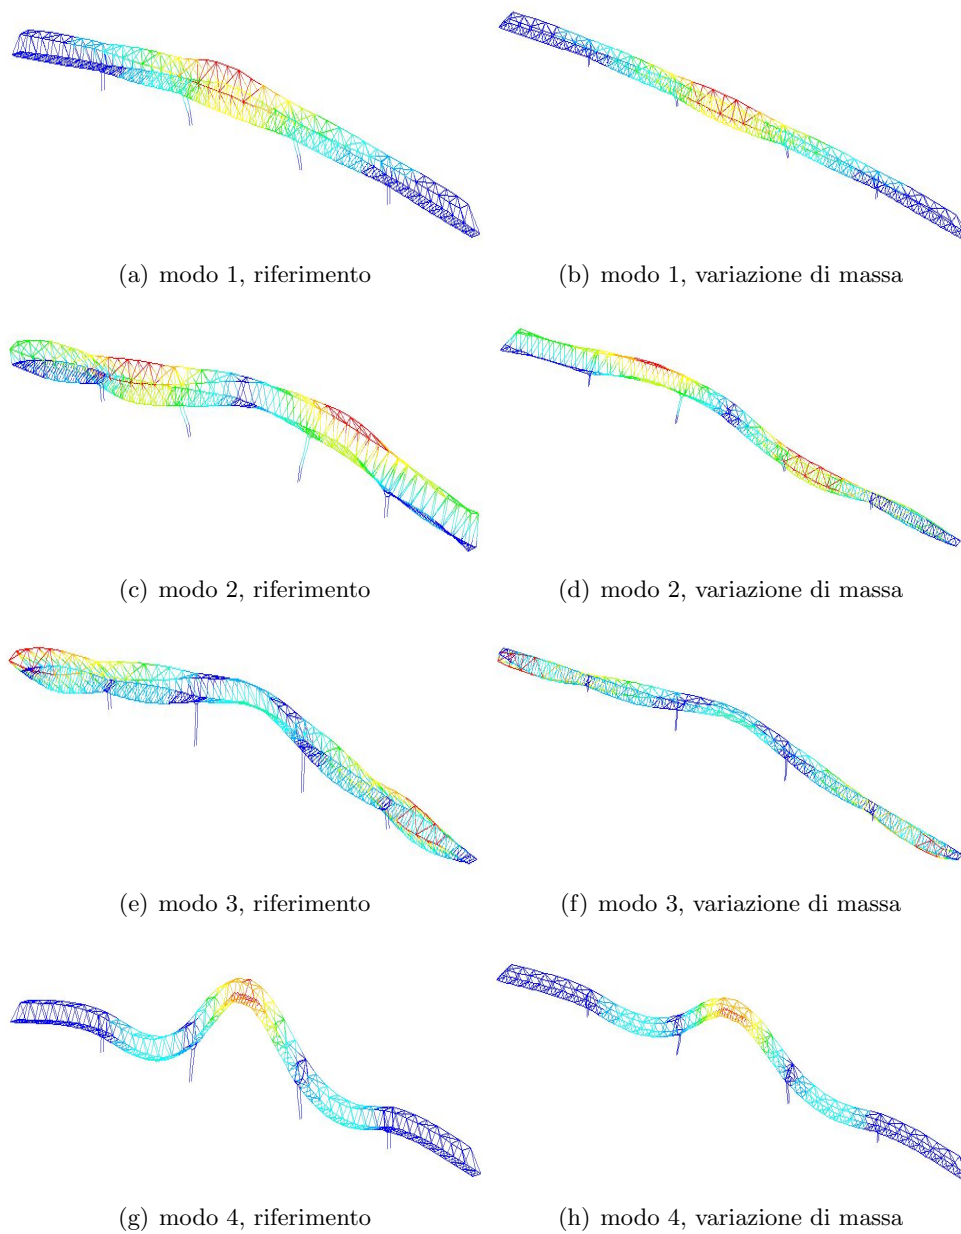 (a) modo 1, riferimento
(b) modo 1, variazione di massa
(c) modo 2, riferimento
(d) modo 2, variazione di massa
(e) modo 3, riferimento
(f) modo 3, variazione di massa
(g) modo 4, riferimento
(h) modo 4, variazione di massa